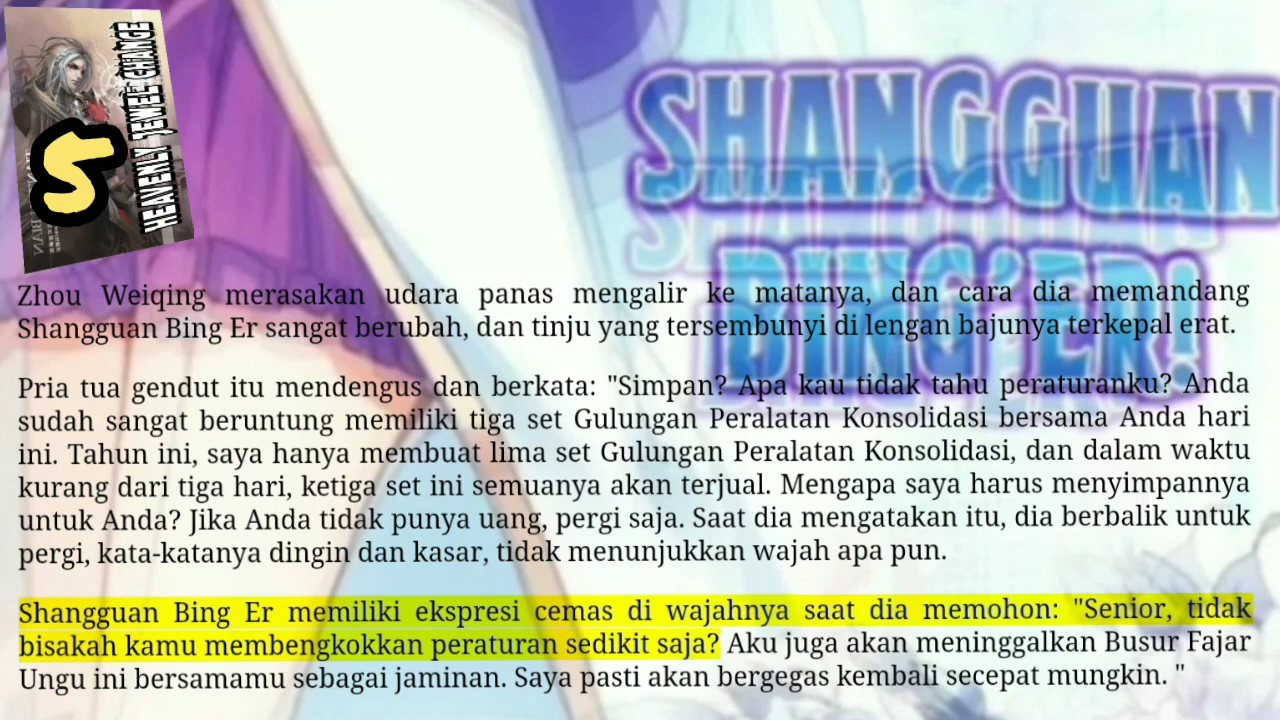 HEAVENLY JEWEL CHANGE
5
SHANGGUAN
BING'ER!
Zhou Weiqing merasakan udara panas mengalir ke matanya, dan cara dia memandang
Shangguan Bing Er sangat berubah, dan tinju yang tersembunyi di lengan bajunya terkepal erat.
Pria tua gendut itu mendengus dan berkata: "Simpan? Apa kau tidak tahu peraturanku? Anda
sudah sangat beruntung memiliki tiga set Gulungan Peralatan Konsolidasi bersama Anda hari
ini. Tahun ini, saya hanya membuat lima set Gulungan Peralatan Konsolidasi, dan dalam waktu
kurang dari tiga hari, ketiga set ini semuanya akan terjual. Mengapa saya harus menyimpannya
untuk Anda? Jika Anda tidak punya uang, pergi saja. Saat dia mengatakan itu, dia berbalik untuk
pergi, kata-katanya dingin dan kasar, tidak menunjukkan wajah apa pun.
Shangguan Bing Er memiliki ekspresi cemas di wajahnya saat dia memohon: "Senior, tidak
bisakah kamu membengkokkan peraturan sedikit saja? Aku juga akan meninggalkan Busur Fajar
Ungu ini bersamamu sebagai jaminan. Saya pasti akan bergegas kembali secepat mungkin. "